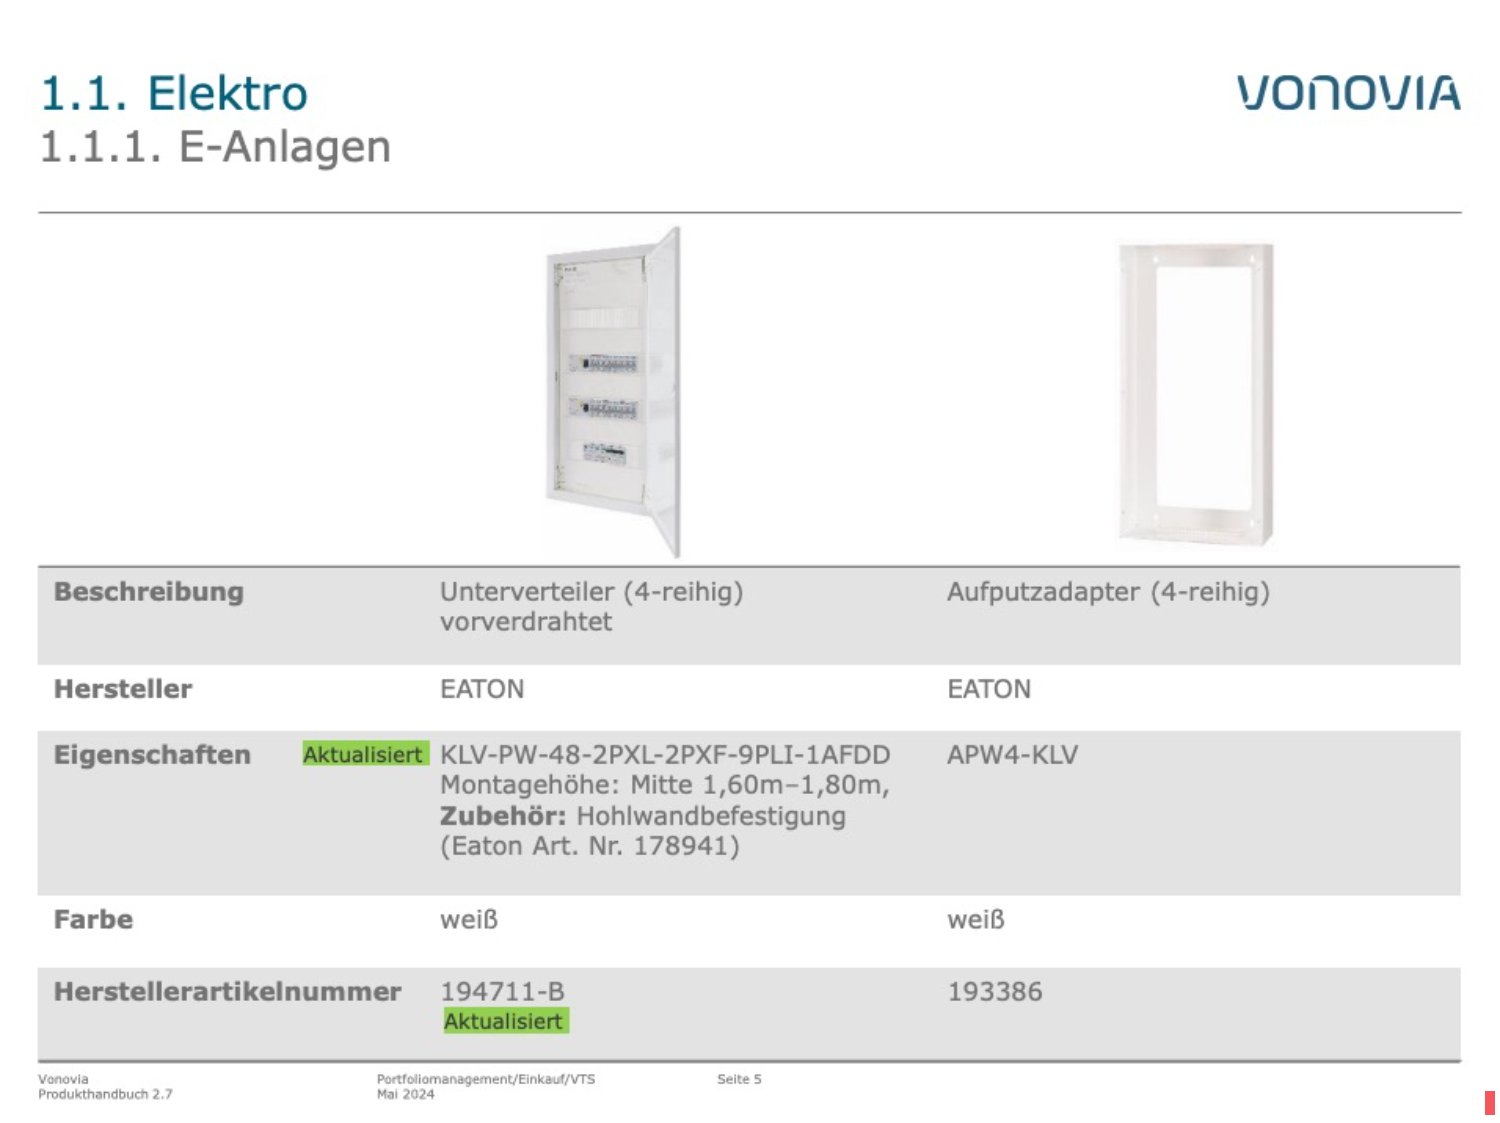 1.1. Elektro
VONOVIA
1.1.1. E-Anlagen
Beschreibung
Unterverteiler (4-reihig)
vorverdrahtet
Aufputzadapter (4-reihig)
Hersteller
EATON
EATON
Eigenschaften
Aktualisiert
KLV-PW-48-2PXL-2PXF-9PLI-1AFDD
Montagehöhe: Mitte 1,60m–1,80m,
Zubehör: Hohlwandbefestigung
(Eaton Art. Nr. 178941)
APW4-KLV
Farbe
weiß
weiß
Herstellerartikelnummer
194711-B
Aktualisiert
193386
Vonovia
Produkthandbuch 2.7
Portfoliomanagement/Einkauf/VTS
Mai 2024
Seite 5